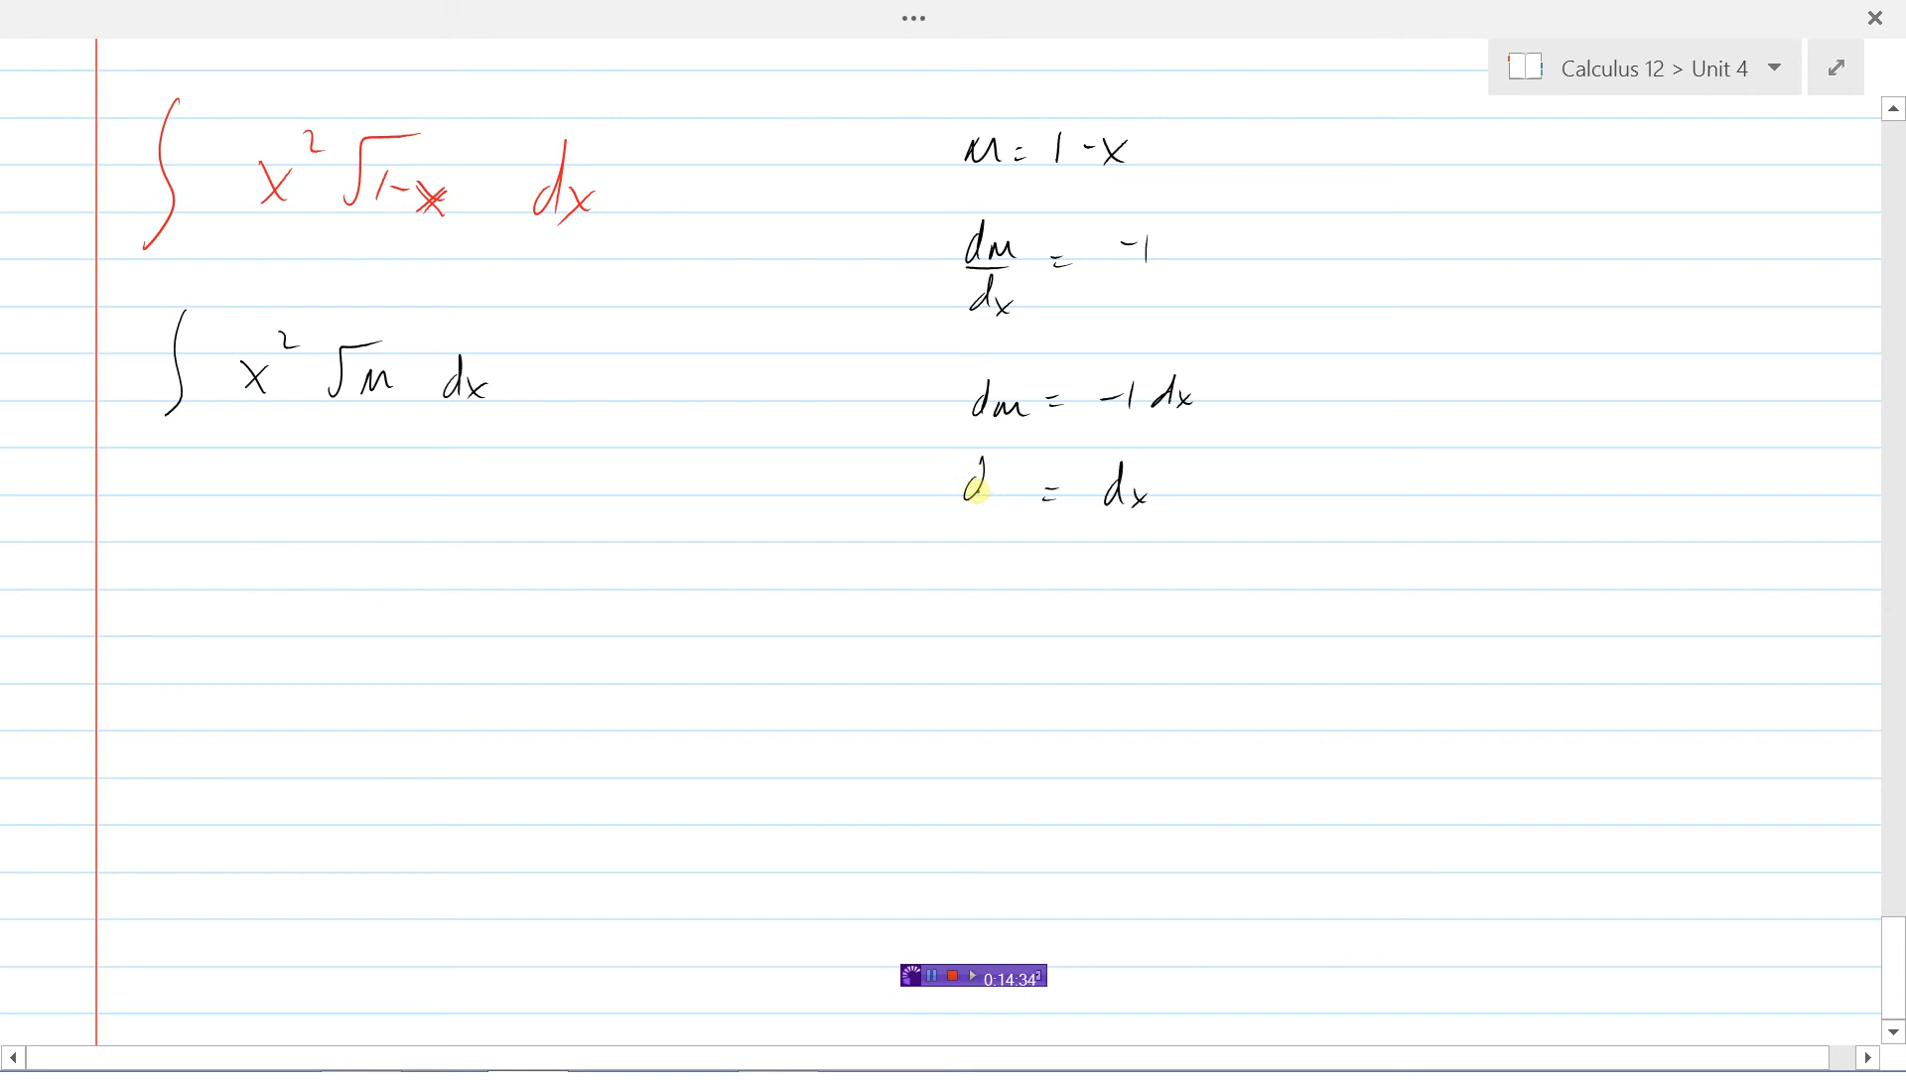 Calculus 12 > Unit 4
∫ x² √1-x dx
u = 1-x
du/dx = -1
∫ x² √u dx
du = -1 dx
d = dx
0:14:34